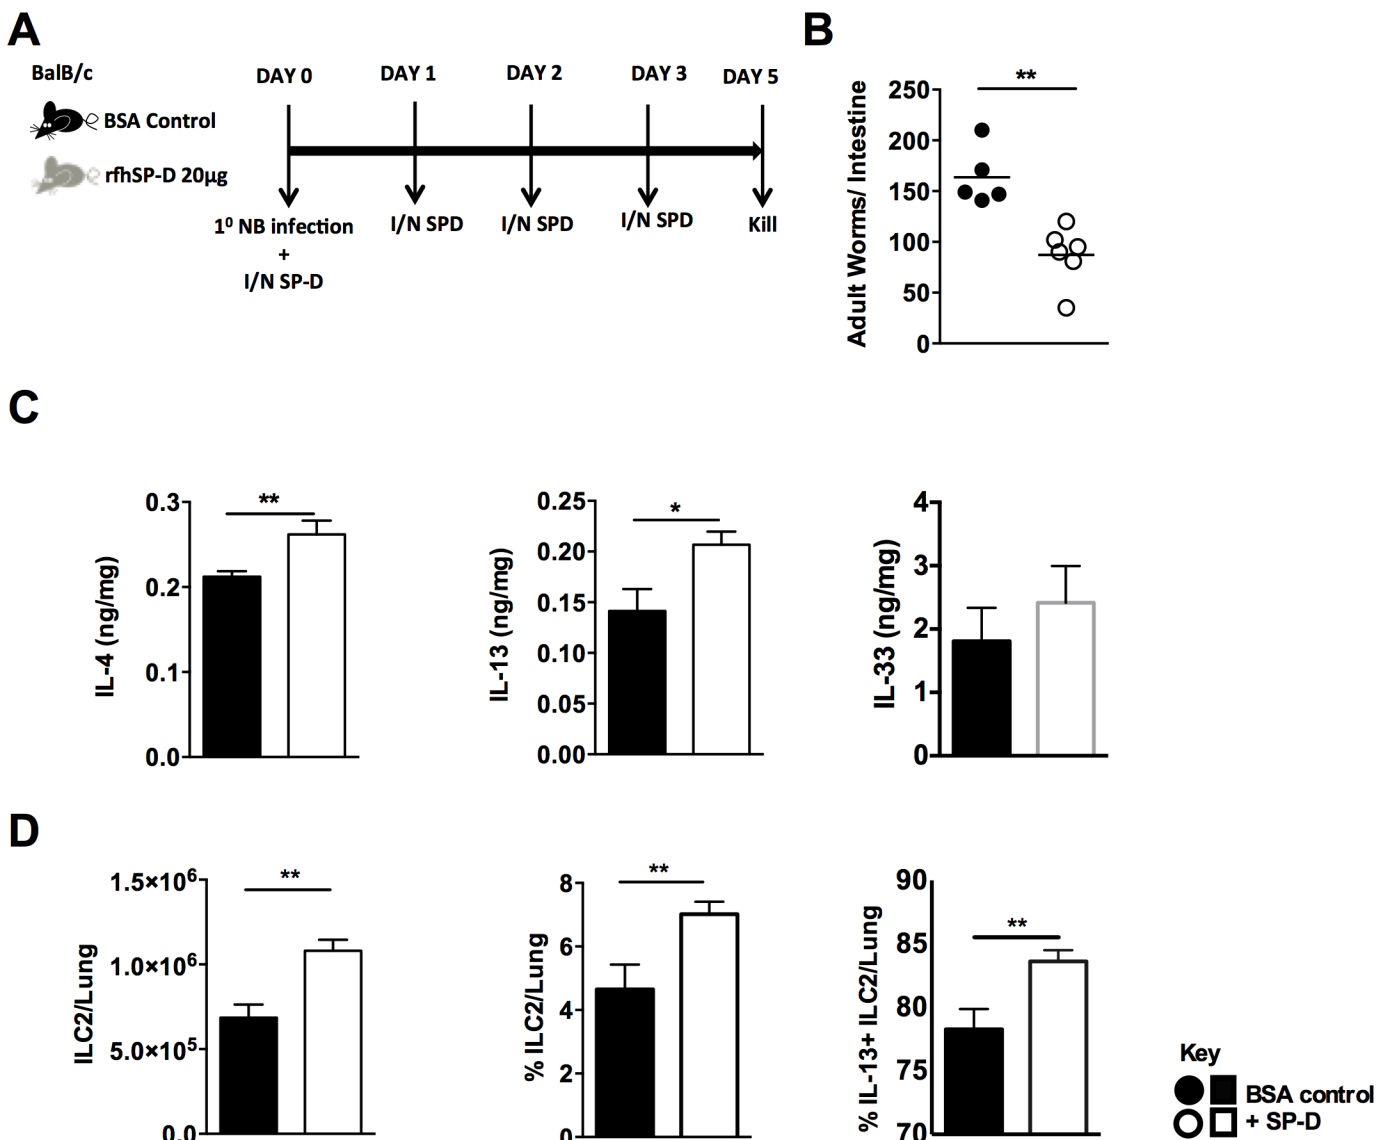 A
BalB/c
BSA Control
rfhSP-D 20µg
DAY 0
DAY 1
DAY 2
DAY 3
DAY 5
1⁰ NB infection
+
I/N SP-D
I/N SPD
I/N SPD
I/N SPD
Kill
B
Adult Worms/ Intestine
250
200
150
100
50
0
**
C
IL-4 (ng/mg)
0.3
0.2
0.1
0.0
**
IL-13 (ng/mg)
0.25
0.20
0.15
0.10
0.05
0.00
*
IL-33 (ng/mg)
4
3
2
1
0
D
ILC2/Lung
1.5×10⁶
1.0×10⁶
5.0×10⁵
0.0
**
% ILC2/Lung
8
6
4
2
0
**
% IL-13+ ILC2/Lung
90
85
80
75
70
**
Key
BSA control
+ SP-D